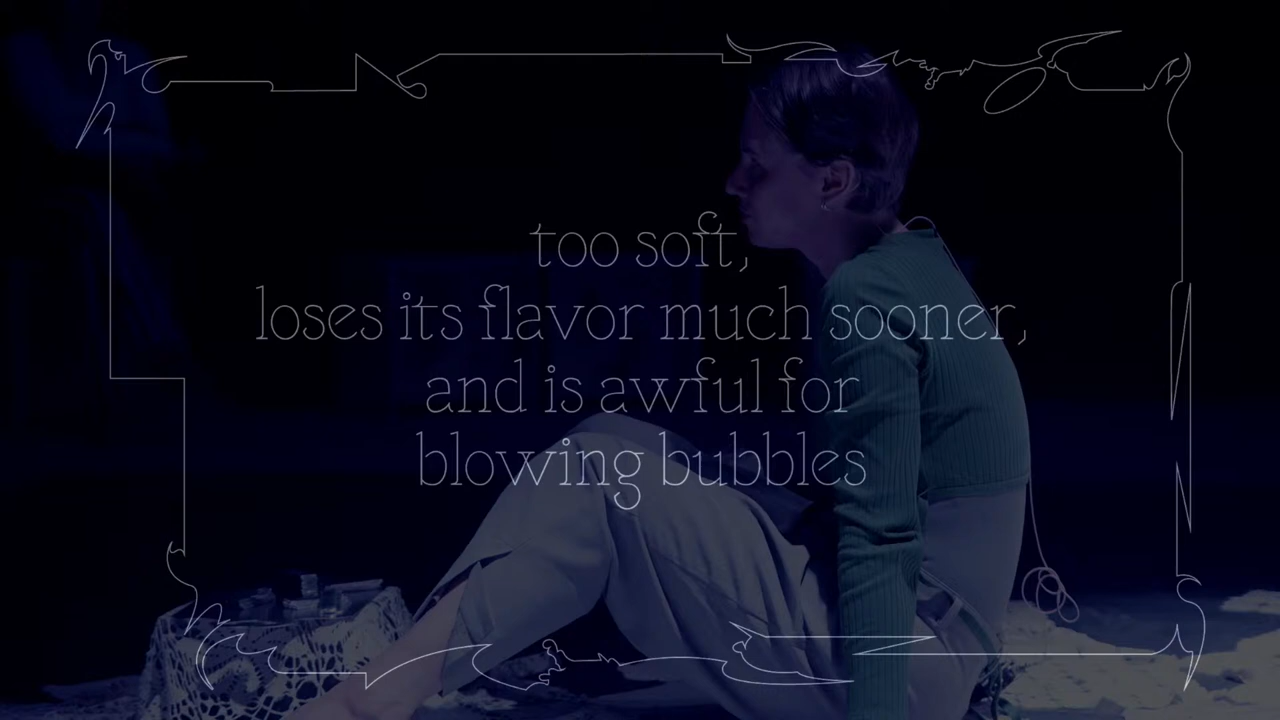 too soft,
loses its flavor much sooner,
and is awful for
blowing bubbles